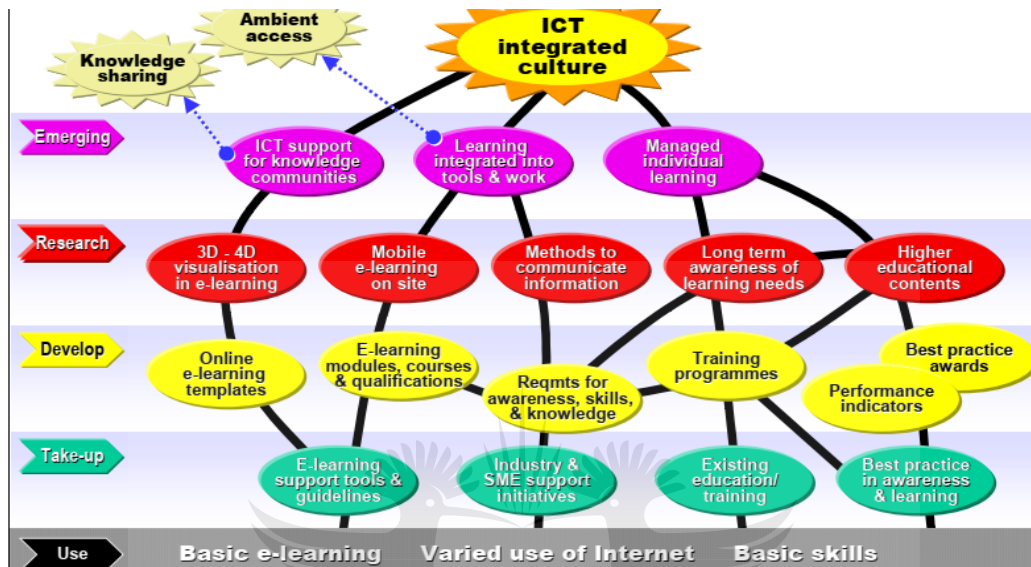 Ambient
access
ICT
integrated
culture
Knowledge
sharing
Emerging
ICT support
for knowledge
communities
Learning
integrated into
tools & work
Managed
individual
learning
Research
3D - 4D
visualisation
in e-learning
Mobile
e-learning
on site
Methods to
communicate
information
Long term
awareness of
learning needs
Higher
educational
contents
Develop
Online
e-learning
templates
E-learning
modules, courses
& qualifications
Reqmts for
awareness, skills,
& knowledge
Training
programmes
Best practice
awards
Performance
indicators
Take-up
E-learning
support tools &
guidelines
Industry &
SME support
initiatives
Existing
education/
training
Best practice
in awareness
& learning
Use
Basic e-learning
Varied use of Internet
Basic skills